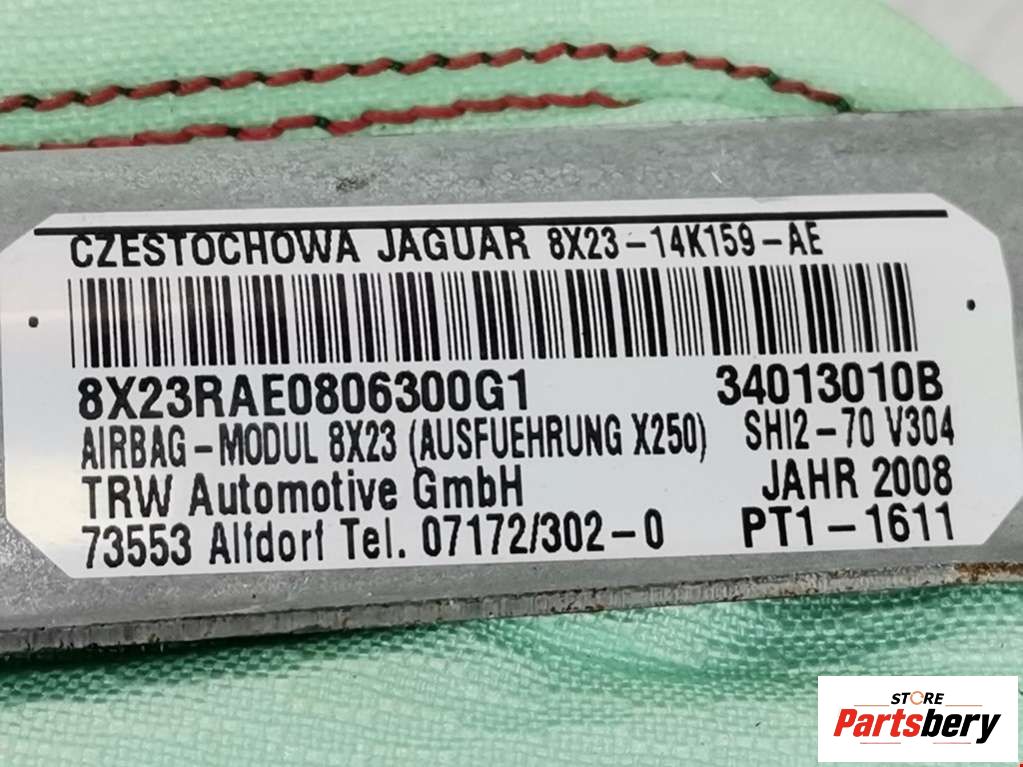 CZESTOCHOWA JAGUAR 8X23-14K159-AE
8X23RAE0806300G1 34013010B
AIRBAG-MODUL 8X23 (AUSFUEHRUNG X250) SHI2-70 V304
TRW Automotive GmbH JAHR 2008
73553 Alfdorf Tel. 07172/302-0 PT1-1611
STORE
Partsbery